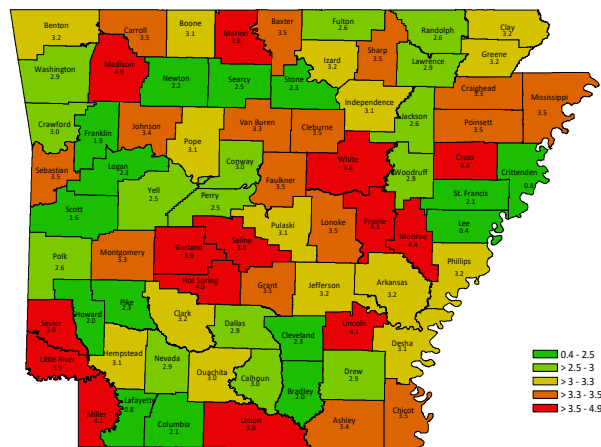 Benton
3.2
Carroll
3.5
Boone
3.1
Marion
3.8
Baxter
3.5
Fulton
2.6
Randolph
2.6
Clay
3.2
Washington
2.9
Madison
4.9
Newton
2.2
Searcy
2.5
Stone
2.3
Izard
3.2
Sharp
3.5
Lawrence
2.9
Greene
3.2
Craighead
3.3
Mississippi
3.5
Crawford
3.0
Franklin
1.9
Johnson
3.4
Pope
3.1
Van Buren
3.3
Cleburne
3.5
Independence
3.1
Jackson
2.6
Poinsett
3.5
Sebastian
3.5
Logan
2.3
Conway
3.0
Faulkner
3.5
White
Woodruff
2.9
Cross
4.4
Crittenden
0.8
Scott
1.6
Yell
2.5
Perry
2.5
Pulaski
3.1
Lonoke
3.5
Prairie
4.1
Monroe
4.4
St. Francis
2.1
Lee
0.4
Phillips
3.2
Polk
2.6
Montgomery
3.3
Garland
3.9
Saline
Hot Spring
4.0
Grant
3.5
Jefferson
3.2
Arkansas
3.2
Sevier
3.9
Howard
2.0
Pike
2.3
Clark
3.2
Dallas
2.9
Cleveland
2.3
Lincoln
4.1
Desha
3.1
Little River
Hempstead
3.1
Nevada
2.9
Ouachita
3.0
Calhoun
3.0
Bradley
2.0
Drew
2.9
Miller
4.1
Lafayette
0.8
Columbia
2.1
Union
3.8
Ashley
3.4
Chicot
3.5
0.4 - 2.5
>2.5 - 3
>3 - 3.3
>3.3 - 3.5
>3.5 - 4.9